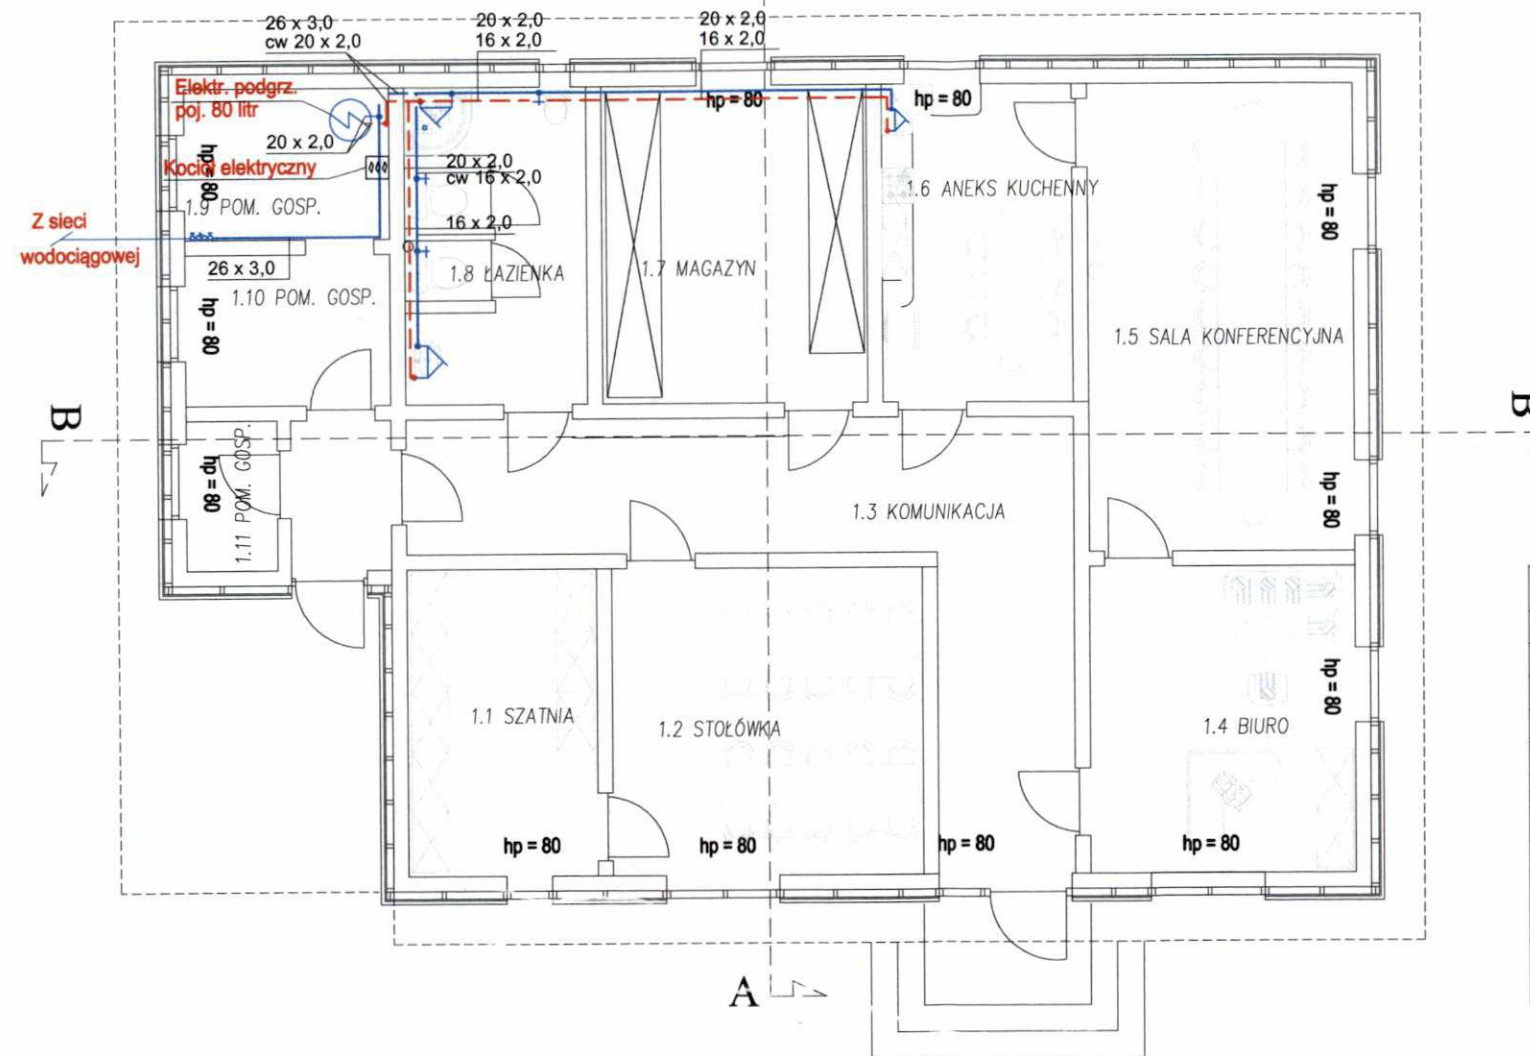 26 x 3,0
cw 20 x 2,0
20 x 2,0
16 x 2,0
20 x 2,0
16 x 2,0
Elektr. podgrz.
poj. 80 litr
20 x 2,0
Kocioł elektryczny
hp = 80
1.9 POM. GOSP.
Z sieci
wodociągowej
26 x 3,0
1.10 POM. GOSP.
hp = 80
20 x 2,0
cw 16 x 2,0
16 x 2,0
1.8 ŁAZIENKA
hp = 80
1.7 MAGAZYN
hp = 80
1.6 ANEKS KUCHENNY
hp = 80
1.5 SALA KONFERENCYJNA
B
B
hp = 80
1.11 POM. GOSP.
1.3 KOMUNIKACJA
hp = 80
1.1 SZATNIA
1.2 STOŁÓWKA
1.4 BIURO
hp = 80
hp = 80
hp = 80
hp = 80
hp = 80
A